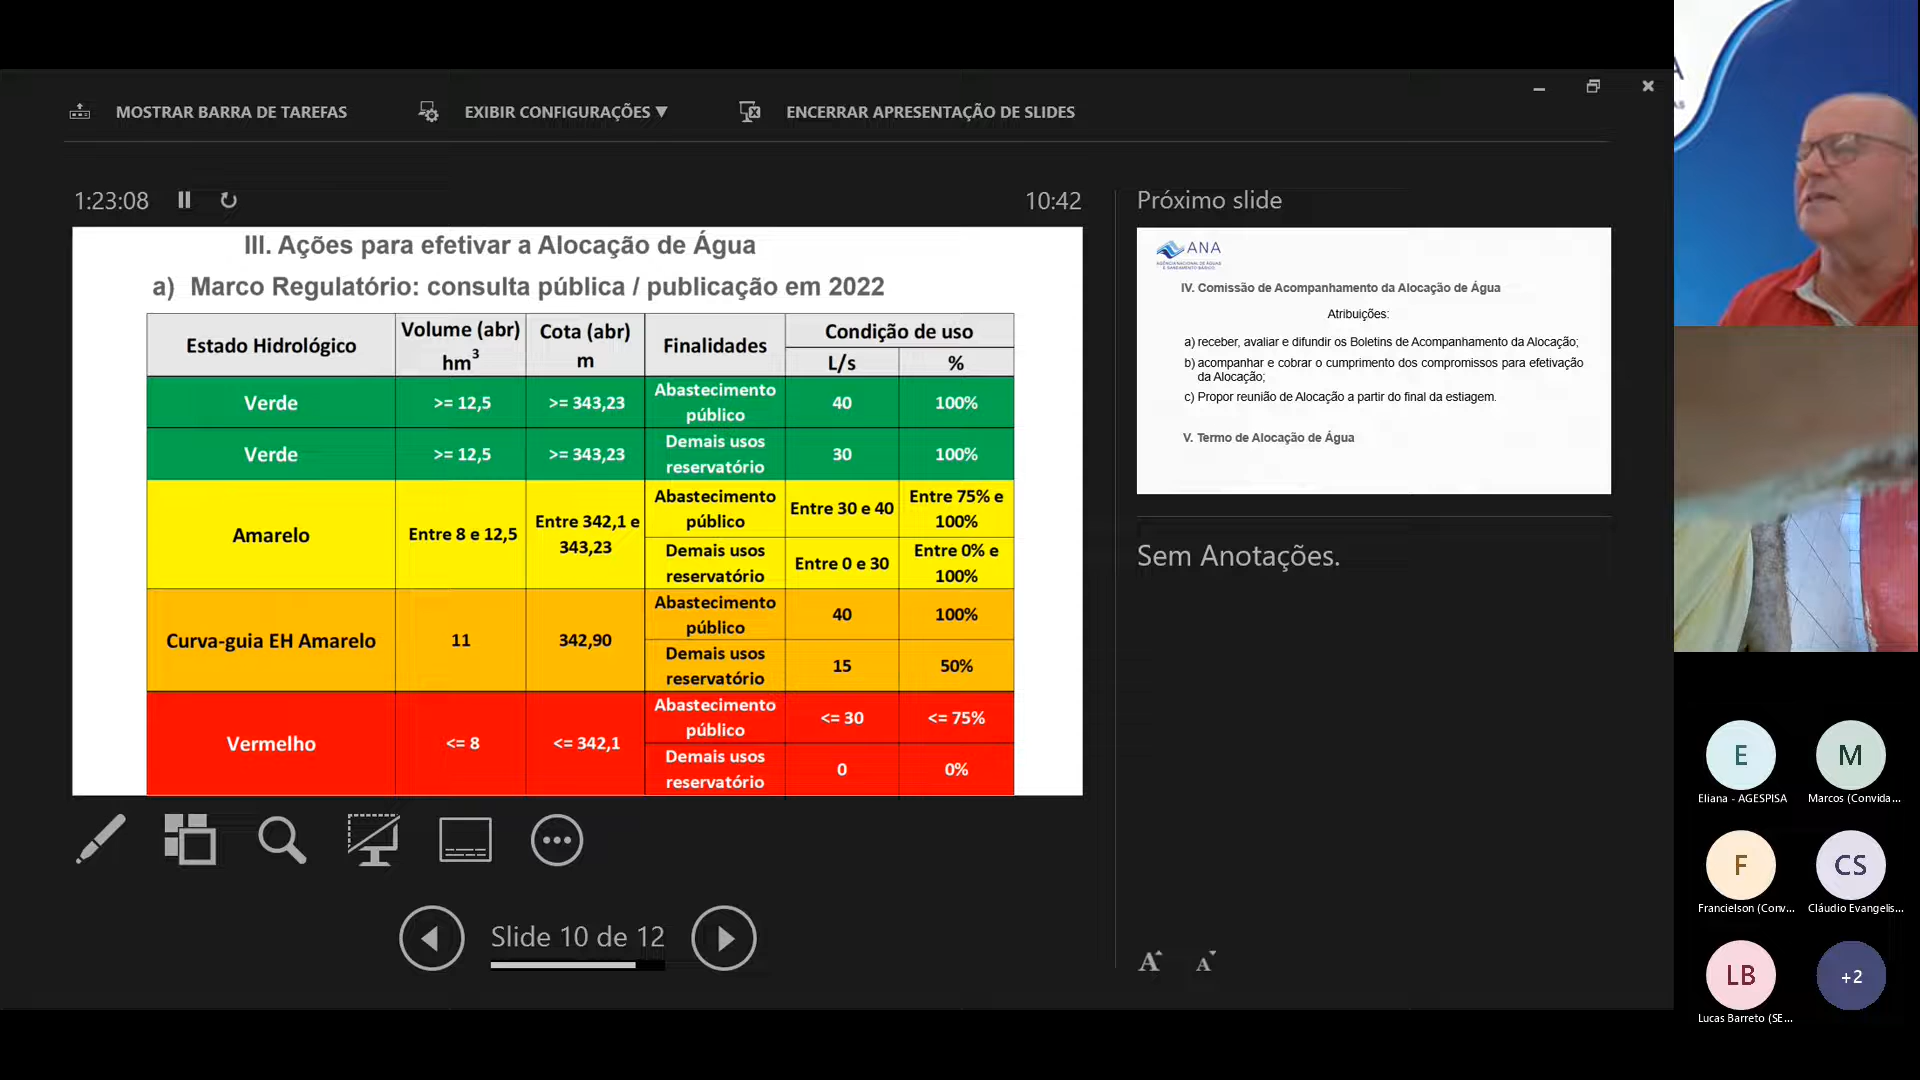 MOSTRAR BARRA DE TAREFAS
EXIBIR CONFIGURAÇÕES ▼
ENCERRAR APRESENTAÇÃO DE SLIDES
1:23:08
10:42
III. Ações para efetivar a Alocação de Água
a) Marco Regulatório: consulta pública / publicação em 2022
Estado Hidrológico
Volume (abr)
hm³
Cota (abr)
m
Finalidades
Condição de uso
L/s
%
Verde
>= 12,5
>= 343,23
Abastecimento
público
40
100%
Verde
>= 12,5
>= 343,23
Demais usos
reservatório
30
100%
Amarelo
Entre 8 e 12,5
Entre 342,1 e
343,23
Abastecimento
público
Entre 30 e 40
Entre 75% e
100%
Demais usos
reservatório
Entre 0 e 30
Entre 0% e
100%
Curva-guia EH Amarelo
11
342,90
Abastecimento
público
40
100%
Demais usos
reservatório
15
50%
Vermelho
<= 8
<= 342,1
Abastecimento
público
<= 30
<= 75%
Demais usos
reservatório
0
0%
Slide 10 de 12
Próximo slide
ANA
AGÊNCIA NACIONAL DE ÁGUAS
E SANEAMENTO BÁSICO
IV. Comissão de Acompanhamento da Alocação de Água
Atribuições:
a) receber, avaliar e difundir os Boletins de Acompanhamento da Alocação;
b) acompanhar e cobrar o cumprimento dos compromissos para efetivação
da Alocação;
c) Propor reunião de Alocação a partir do final da estiagem.
V. Termo de Alocação de Água
Sem Anotações.
A A
E
Eliana - AGESPISA
M
Marcos (Convida...
F
Francielson (Conv...
CS
Cláudio Evangelis...
LB
Lucas Barreto (SE...
+2